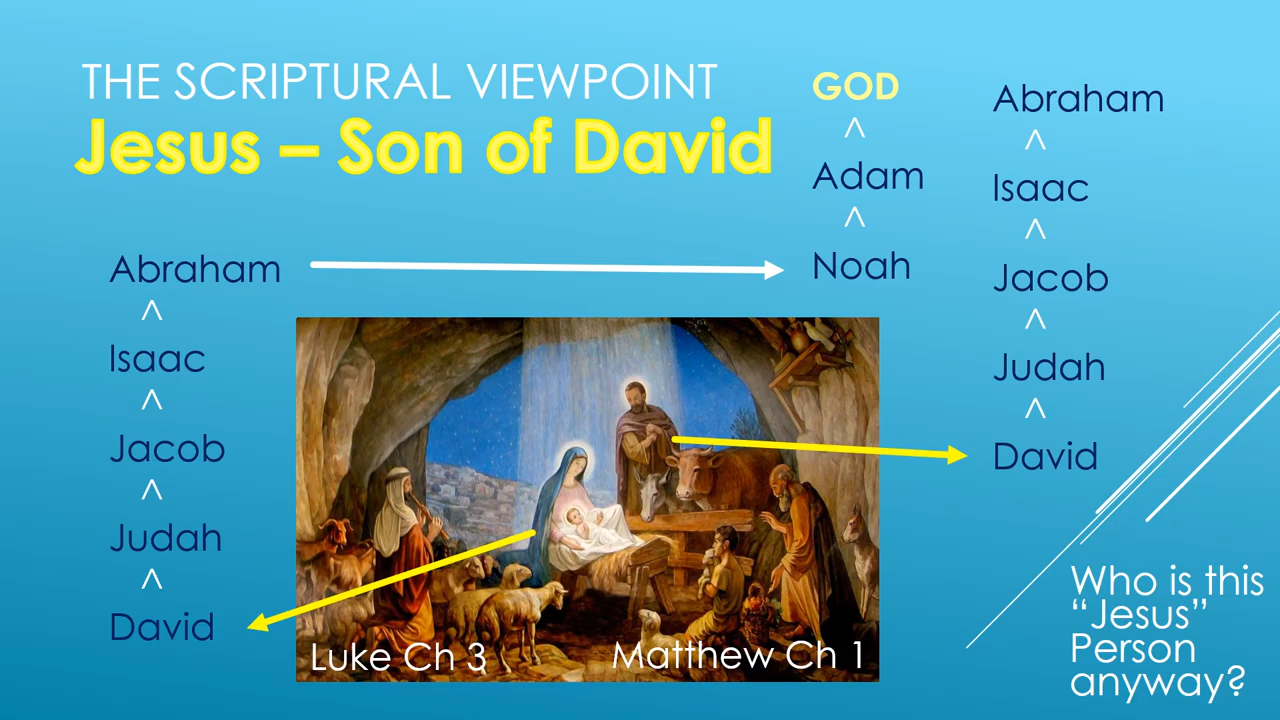 THE SCRIPTURAL VIEWPOINT
Jesus – Son of David
Abraham
^
Isaac
^
Jacob
^
Judah
^
David
GOD
^
Adam
^
Noah
Abraham
^
Isaac
^
Jacob
^
Judah
^
David
Luke Ch 3
Matthew Ch 1
Who is this
“Jesus”
Person
anyway?